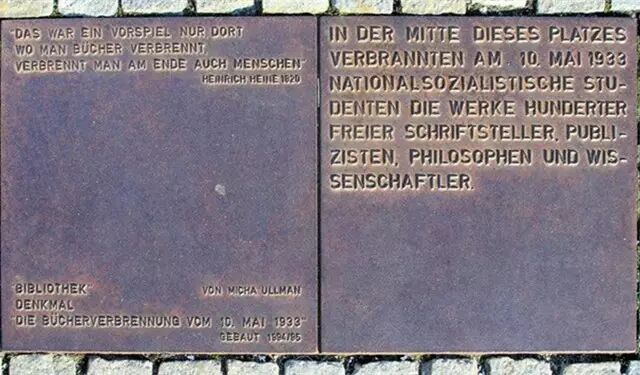 "DAS WAR EIN VORSPIEL NUR DORT
WO MAN BÜCHER VERBRENNT,
VERBRENNT MAN AM ENDE AUCH MENSCHEN"
HEINRICH HEINE 1820
"BIBLIOTHEK"
VON MICHA ULLMAN
DENKMAL
"DIE BÜCHERVERBRENNUNG VOM 10. MAI 1933"
GEBAUT 1994/95
IN DER MITTE DIESES PLATZES
VERBRANNTEN AM 10. MAI 1933
NATIONALSOZIALISTISCHE STU-
DENTEN DIE WERKE HUNDERTER
FREIER SCHRIFTSTELLER, PUBLI-
ZISTEN, PHILOSOPHEN UND WIS-
SENSCHAFTLER.